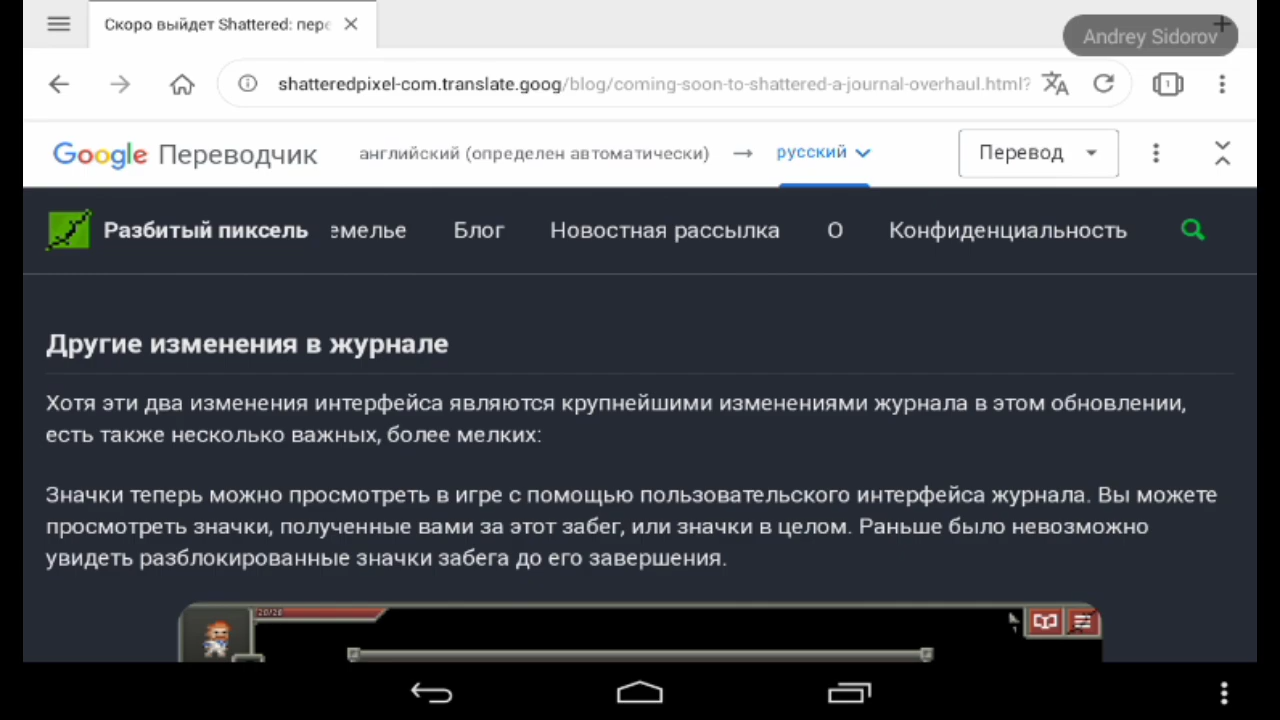 Скоро выйдет Shattered: пере
Andrey Sidorov
shatteredpixel-com.translate.goog/blog/coming-soon-to-shattered-a-journal-overhaul.html?
1
Google Переводчик
английский (определен автоматически) → русский
Перевод
Разбитый пиксель
емелье
Блог
Новостная рассылка
О
Конфиденциальность
Другие изменения в журнале
Хотя эти два изменения интерфейса являются крупнейшими изменениями журнала в этом обновлении,
есть также несколько важных, более мелких:
Значки теперь можно просмотреть в игре с помощью пользовательского интерфейса журнала. Вы можете
просмотреть значки, полученные вами за этот забег, или значки в целом. Раньше было невозможно
увидеть разблокированные значки забега до его завершения.